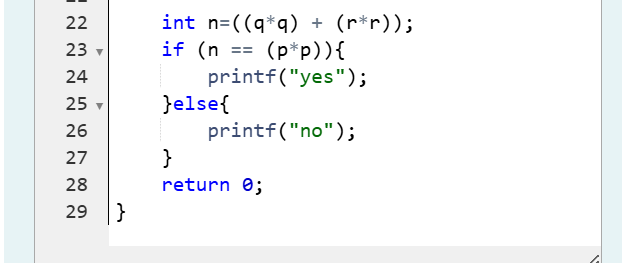 22 int n=((q*q) + (r*r));
23 if (n == (p*p)){
24 printf("yes");
25 }else{
26 printf("no");
27 }
28 return 0;
29 }